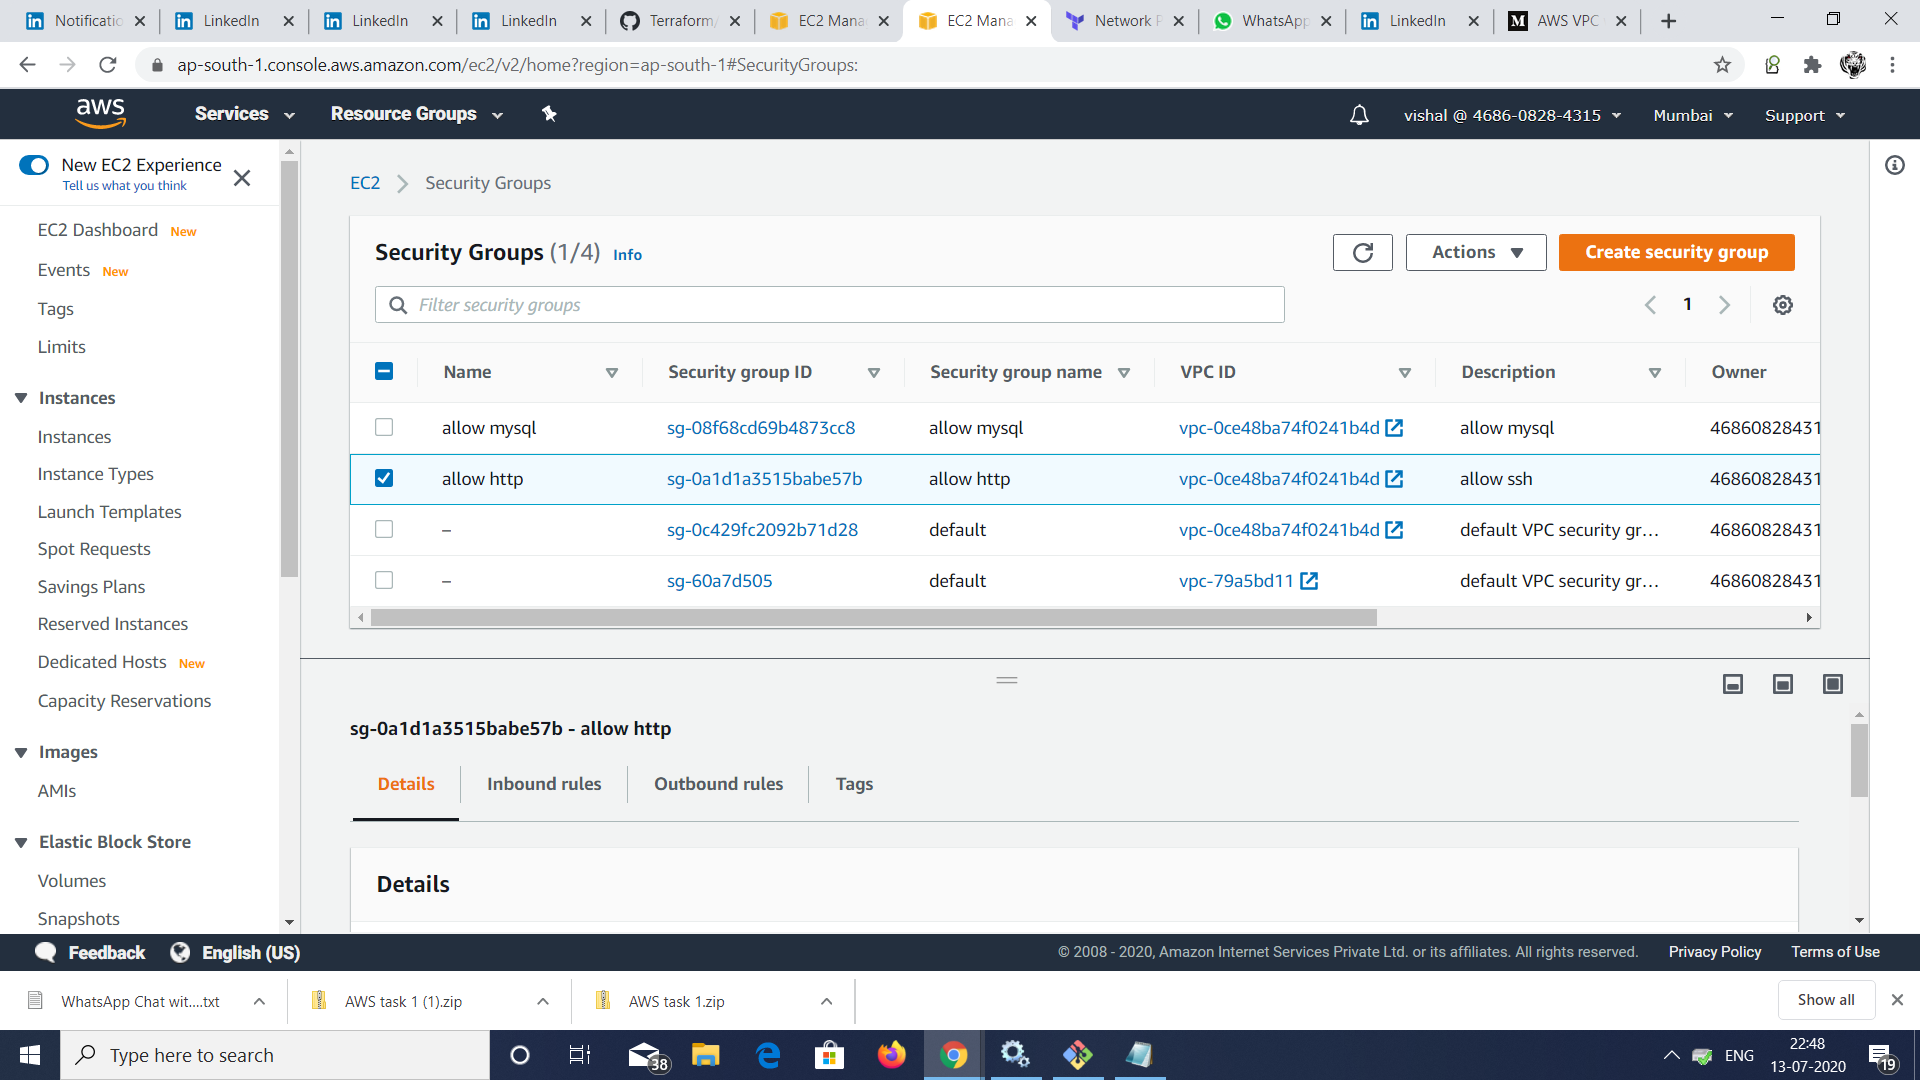 Notificatio
LinkedIn
LinkedIn
LinkedIn
Terraform/
EC2 Mana
EC2 Mana
Network P
WhatsApp
LinkedIn
M AWS VPC
ap-south-1.console.aws.amazon.com/ec2/v2/home?region=ap-south-1#SecurityGroups:
aws Services Resource Groups vishal @ 4686-0828-4315 Mumbai Support
New EC2 Experience
Tell us what you think
EC2 Dashboard New
Events New
Tags
Limits
Instances
Instances
Instance Types
Launch Templates
Spot Requests
Savings Plans
Reserved Instances
Dedicated Hosts New
Capacity Reservations
Images
AMIs
Elastic Block Store
Volumes
Snapshots
EC2 Security Groups
Security Groups (1/4) Info
Actions
Create security group
Filter security groups
1
Name Security group ID Security group name VPC ID Description Owner
allow mysql sg-08f68cd69b4873cc8 allow mysql vpc-0ce48ba74f0241b4d allow mysql 46860828431
allow http sg-0a1d1a3515babe57b allow http vpc-0ce48ba74f0241b4d allow ssh 46860828431
– sg-0c429fc2092b71d28 default vpc-0ce48ba74f0241b4d default VPC security gr... 46860828431
– sg-60a7d505 default vpc-79a5bd11 default VPC security gr... 46860828431
sg-0a1d1a3515babe57b - allow http
Details Inbound rules Outbound rules Tags
Details
Feedback English (US) © 2008 - 2020, Amazon Internet Services Private Ltd. or its affiliates. All rights reserved. Privacy Policy Terms of Use
WhatsApp Chat wit....txt
AWS task 1 (1).zip
AWS task 1.zip
Show all
Type here to search
38
ENG
22:48
13-07-2020
19